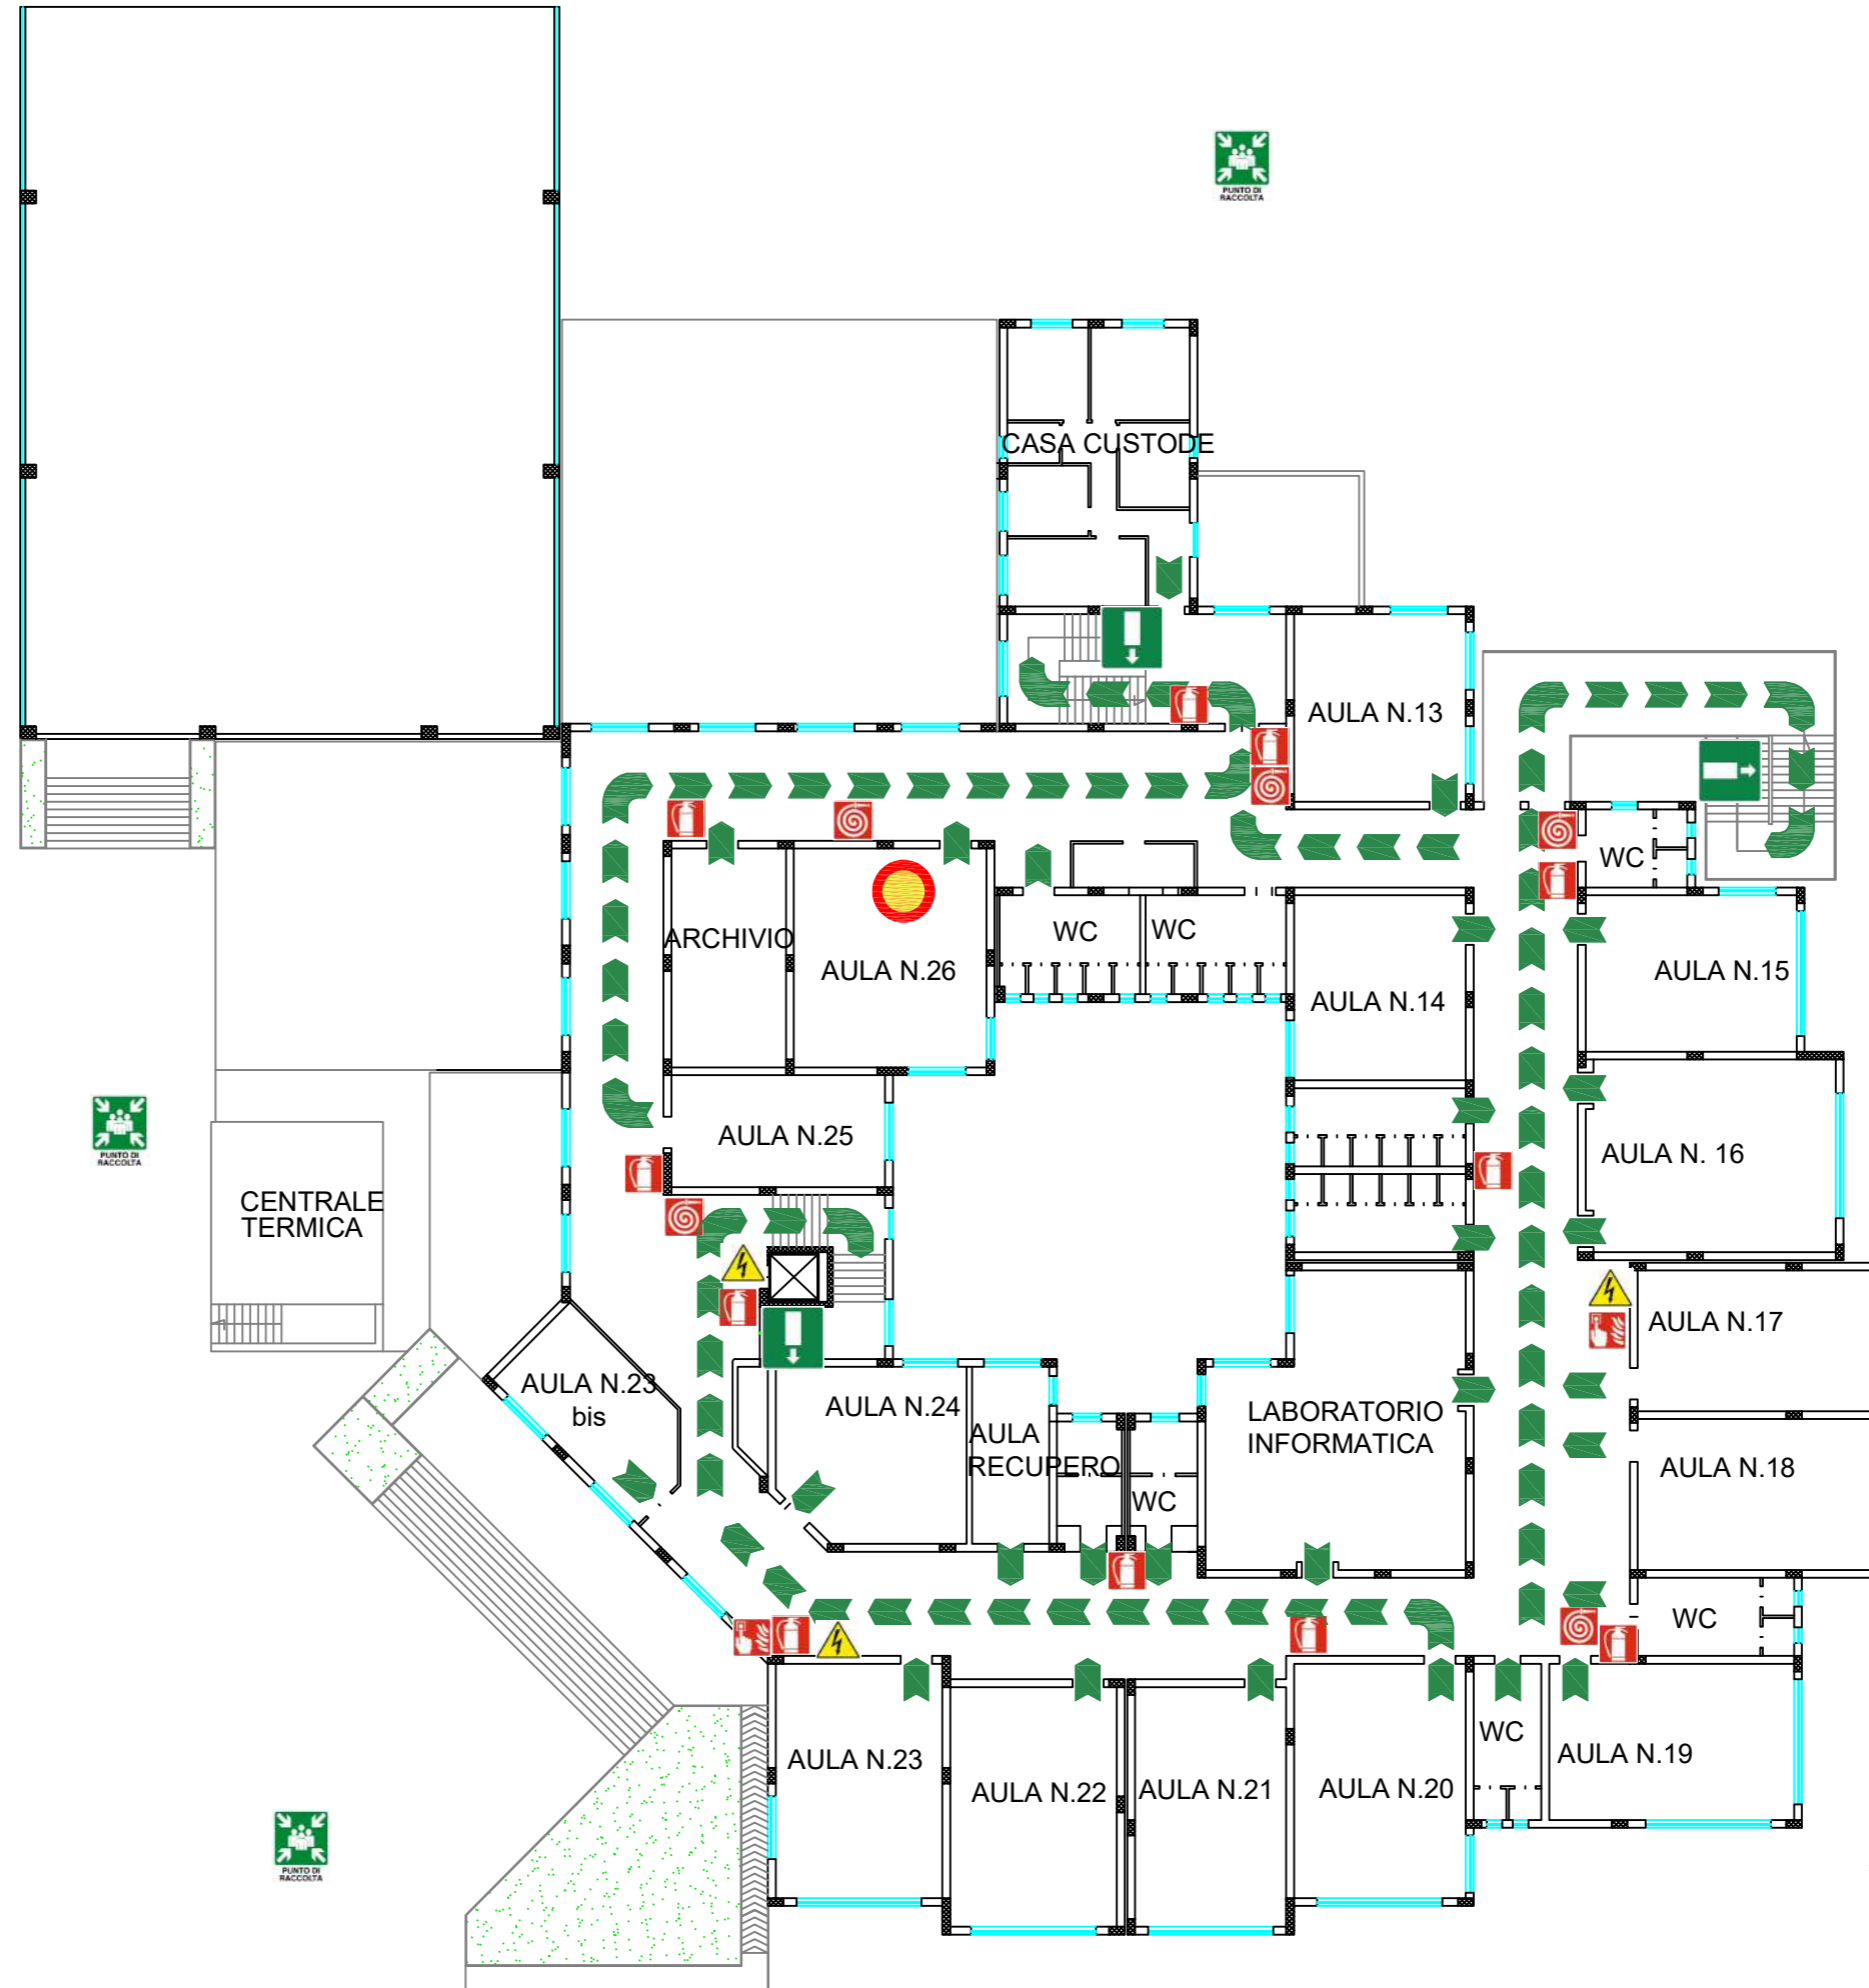 PUNTO DI
RACCOLTA
CASA CUSTODE
AULA N.13
WC
ARCHIVIO
AULA N.26
WC
WC
AULA N.14
AULA N.15
AULA N.25
AULA N. 16
PUNTO DI
RACCOLTA
CENTRALE
TERMICA
AULA N.17
AULA N.23
bis
AULA N.24
AULA
RECUPERO
LABORATORIO
INFORMATICA
AULA N.18
WC
WC
WC
AULA N.23
AULA N.22
AULA N.21
AULA N.20
AULA N.19
PUNTO DI
RACCOLTA